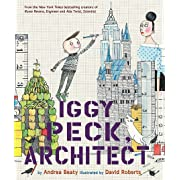 From the New York Times bestselling creators of
Rosie Revere, Engineer and Ada Twist, Scientist
IGGY
PECK
ARCHITECT
by Andrea Beaty illustrated by David Roberts